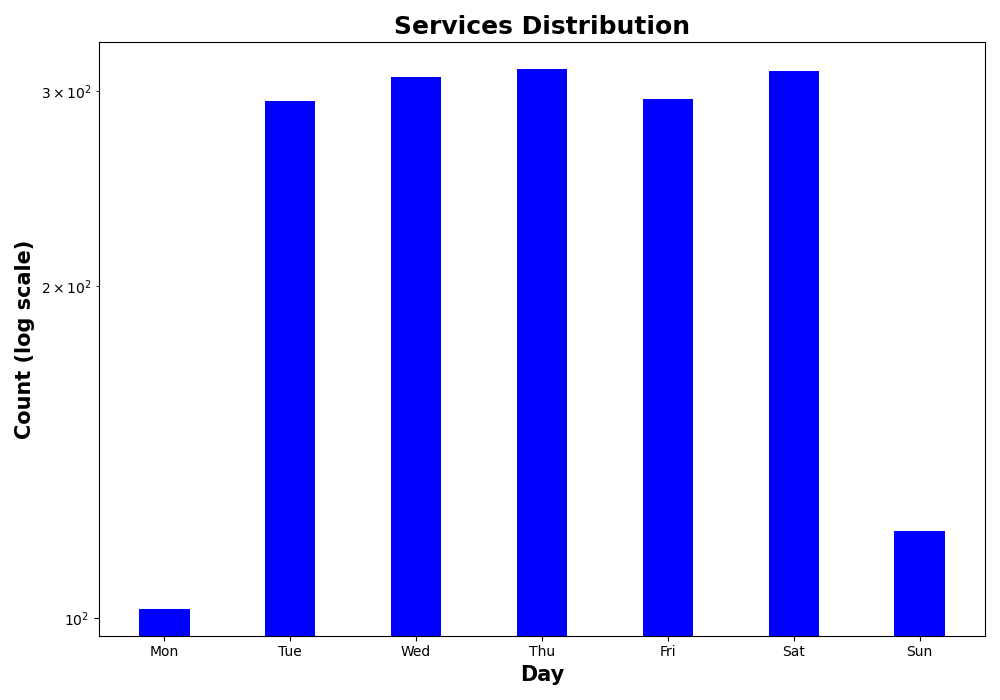 Services Distribution
Count (log scale)
3 × 10²
2 × 10²
10²
Mon Tue Wed Thu Fri Sat Sun
Day